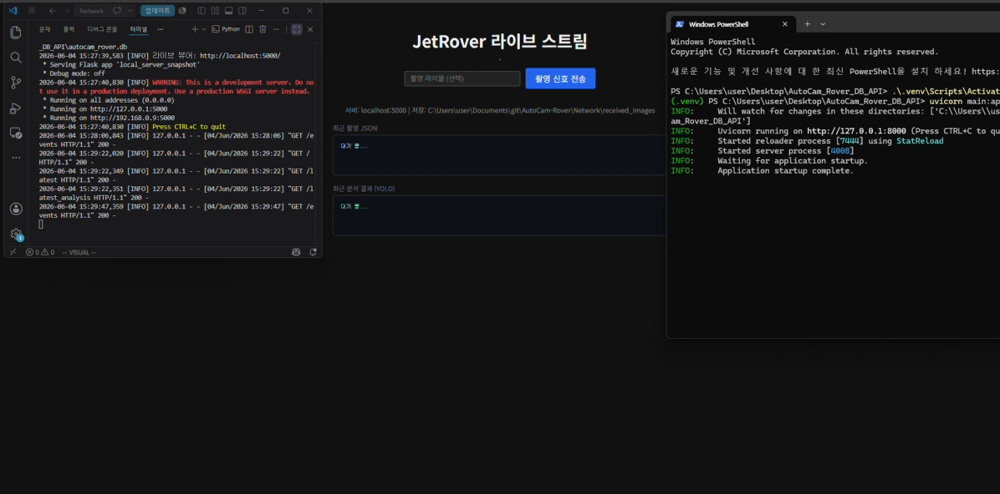 Network
업데이트
문제 출력 디버그 콘솔 터미널 ... Python
_DB_API\autocam_rover.db
2026-06-04 15:27:39,583 [INFO] 라이브 뷰어: http://localhost:5000/
* Serving Flask app 'local_server_snapshot'
* Debug mode: off
2026-06-04 15:27:40,830 [INFO] WARNING: This is a development server. Do no
t use it in a production deployment. Use a production WSGI server instead.
* Running on all addresses (0.0.0.0)
* Running on http://127.0.0.1:5000
* Running on http://192.168.0.9:5000
2026-06-04 15:27:40,830 [INFO] Press CTRL+C to quit
2026-06-04 15:28:06,843 [INFO] 127.0.0.1 - - [04/Jun/2026 15:28:06] "GET /e
vents HTTP/1.1" 200 -
2026-06-04 15:29:22,020 [INFO] 127.0.0.1 - - [04/Jun/2026 15:29:22] "GET /
HTTP/1.1" 200 -
2026-06-04 15:29:22,349 [INFO] 127.0.0.1 - - [04/Jun/2026 15:29:22] "GET /l
atest HTTP/1.1" 200 -
2026-06-04 15:29:22,351 [INFO] 127.0.0.1 - - [04/Jun/2026 15:29:22] "GET /l
atest_analysis HTTP/1.1" 200 -
2026-06-04 15:29:47,359 [INFO] 127.0.0.1 - - [04/Jun/2026 15:29:47] "GET /e
vents HTTP/1.1" 200 -
1
0 0 -- VISUAL --
JetRover 라이브 스트림
촬영 레이블 (선택) 촬영 신호 전송
서버: localhost:5000 | 저장: C:\Users\user\Documents\git\AutoCam-Rover\Network\received_images
최근 촬영 JSON
대기 중...
최근 분석 결과 (YOLO)
대기 중...
Windows PowerShell
Windows PowerShell
Copyright (C) Microsoft Corporation. All rights reserved.
새로운 기능 및 개선 사항에 대 한 최신 PowerShell을 설치 하세요! https:
PS C:\Users\user\Desktop\AutoCam_Rover_DB_API> .\.venv\Scripts\Activat
(.venv) PS C:\Users\user\Desktop\AutoCam_Rover_DB_API> uvicorn main:ap
INFO: Will watch for changes in these directories: ['C:\\Users\\us
am_Rover_DB_API']
INFO: Uvicorn running on http://127.0.0.1:8000 (Press CTRL+C to qu
INFO: Started reloader process [7444] using StatReload
INFO: Started server process [4008]
INFO: Waiting for application startup.
INFO: Application startup complete.